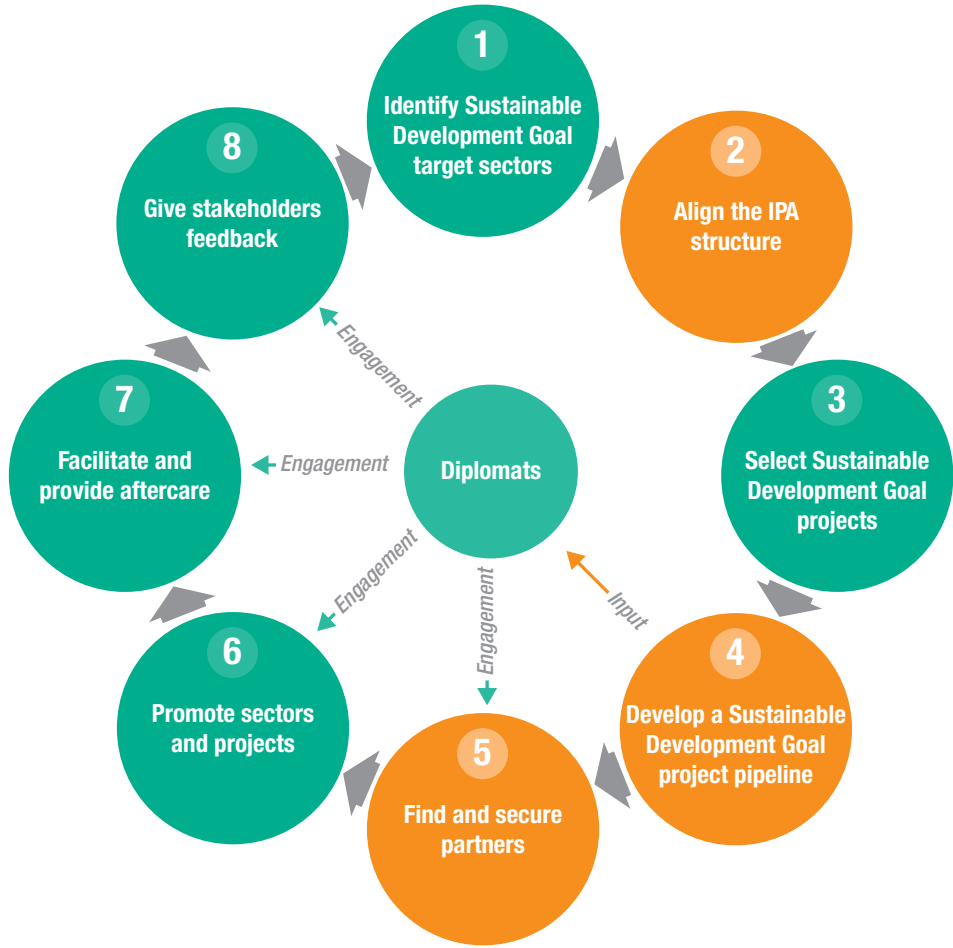 1
Identify Sustainable
Development Goal
target sectors
2
Align the IPA
structure
3
Select Sustainable
Development Goal
projects
4
Develop a Sustainable
Development Goal
project pipeline
5
Find and secure
partners
6
Promote sectors
and projects
7
Facilitate and
provide aftercare
8
Give stakeholders
feedback
Diplomats
Engagement
Engagement
Engagement
Engagement
Input